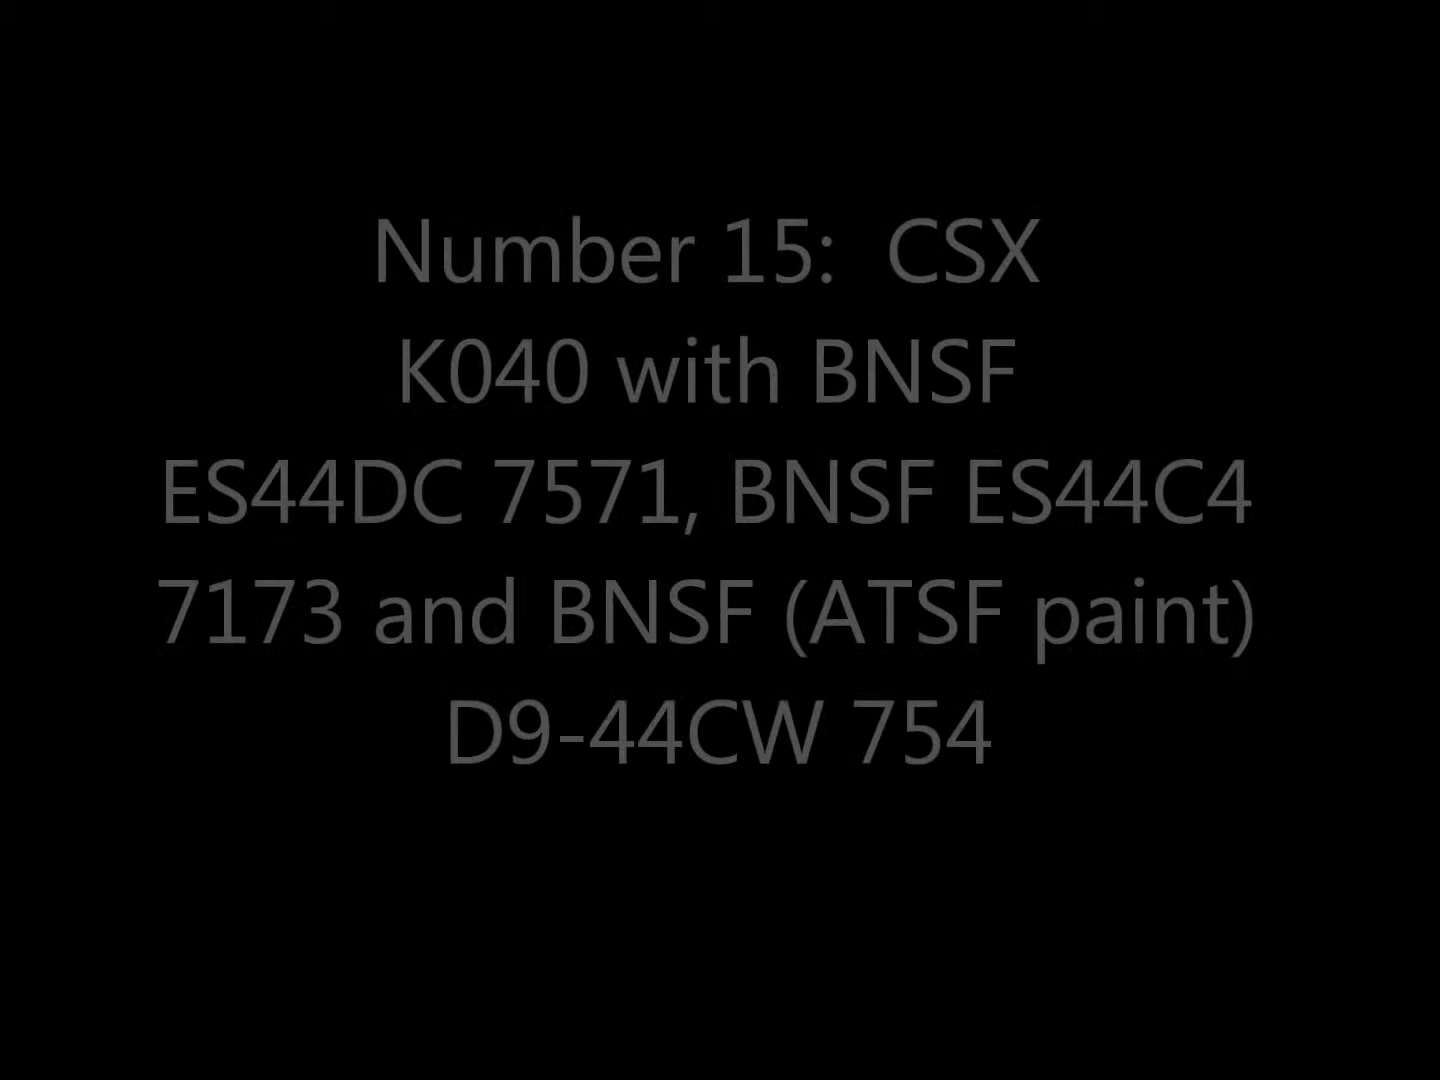 Number 15:  CSX
K040 with BNSF
ES44DC 7571, BNSF ES44C4
7173 and BNSF (ATSF paint)
D9-44CW 754